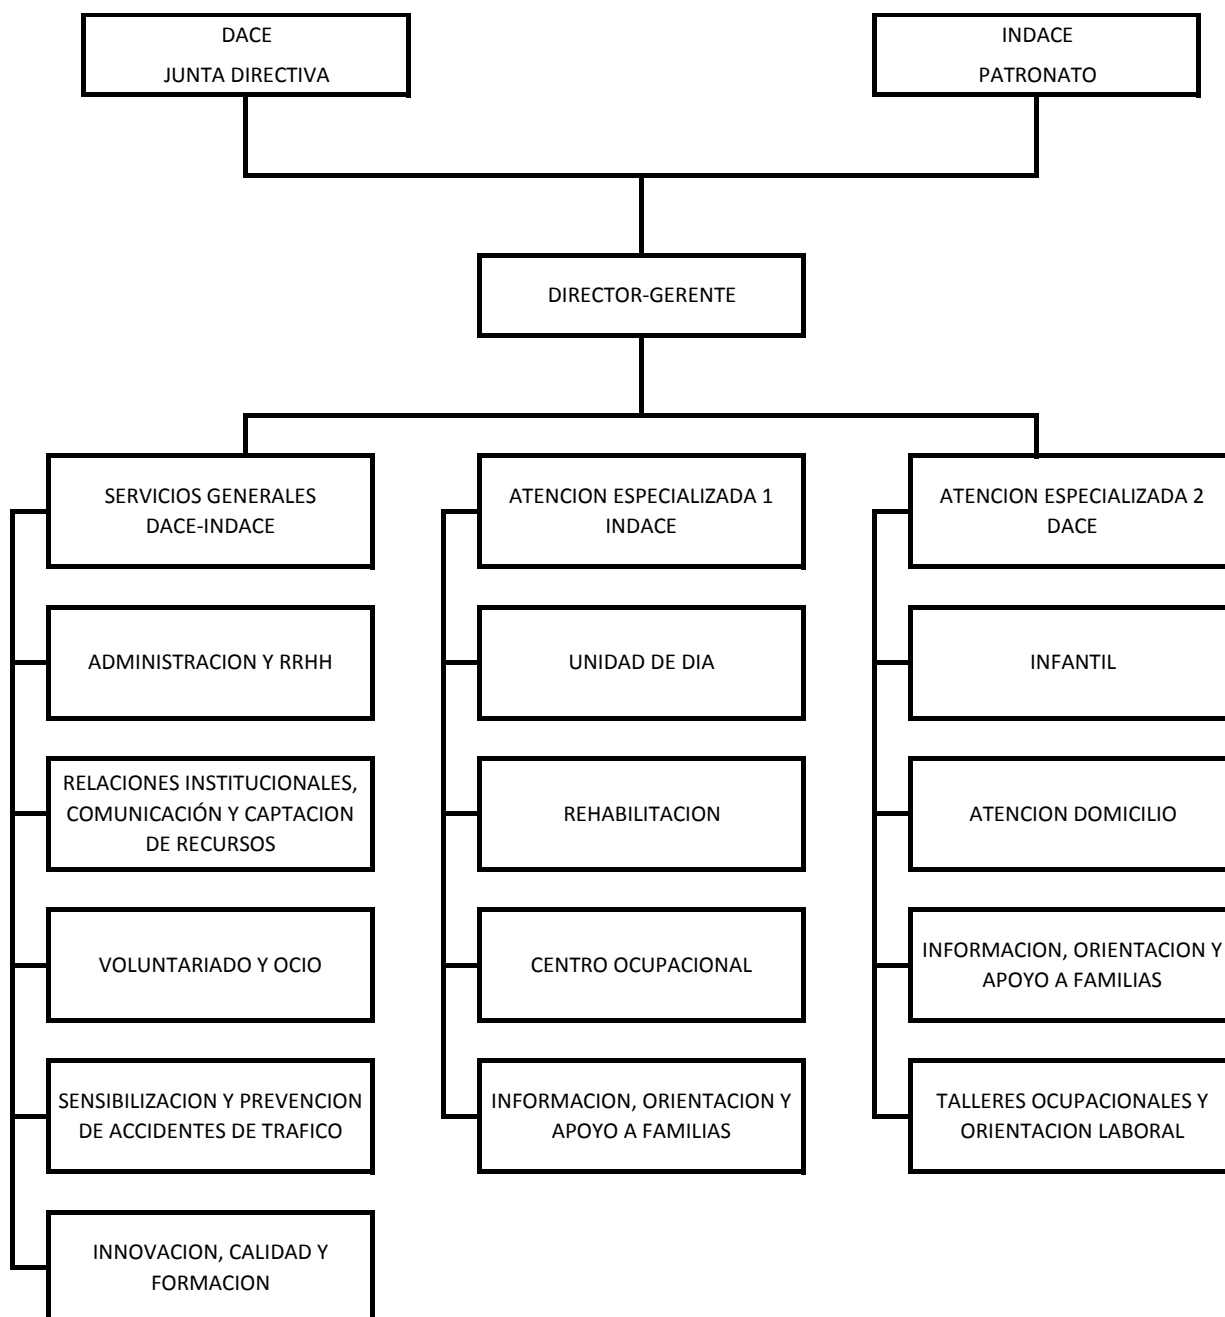 DACE
JUNTA DIRECTIVA
INDACE
PATRONATO
DIRECTOR-GERENTE
SERVICIOS GENERALES
DACE-INDACE
ATENCION ESPECIALIZADA 1
INDACE
ATENCION ESPECIALIZADA 2
DACE
ADMINISTRACION Y RRHH
UNIDAD DE DIA
INFANTIL
RELACIONES INSTITUCIONALES,
COMUNICACIÓN Y CAPTACION
DE RECURSOS
REHABILITACION
ATENCION DOMICILIO
VOLUNTARIADO Y OCIO
CENTRO OCUPACIONAL
INFORMACION, ORIENTACION Y
APOYO A FAMILIAS
SENSIBILIZACION Y PREVENCION
DE ACCIDENTES DE TRAFICO
INFORMACION, ORIENTACION Y
APOYO A FAMILIAS
TALLERES OCUPACIONALES Y
ORIENTACION LABORAL
INNOVACION, CALIDAD Y
FORMACION